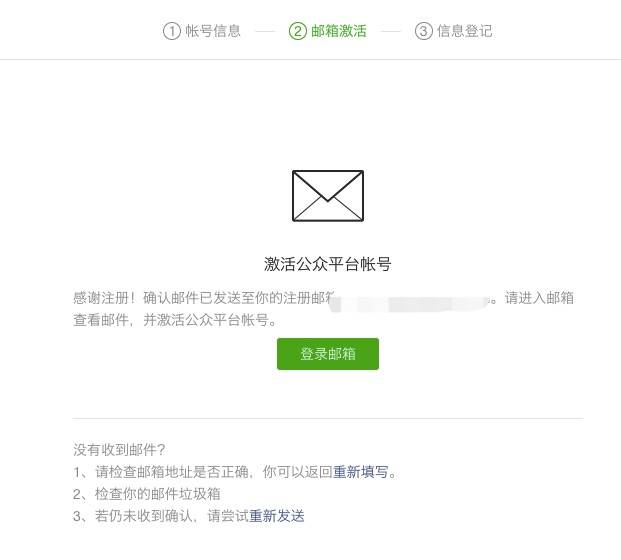 ① 帐号信息 ② 邮箱激活 ③ 信息登记
激活公众平台帐号
感谢注册！确认邮件已发送至你的注册邮箱。请进入邮箱
查看邮件，并激活公众平台帐号。
登录邮箱
没有收到邮件？
1、请检查邮箱地址是否正确，你可以返回重新填写。
2、检查你的邮件垃圾箱
3、若仍未收到确认，请尝试重新发送